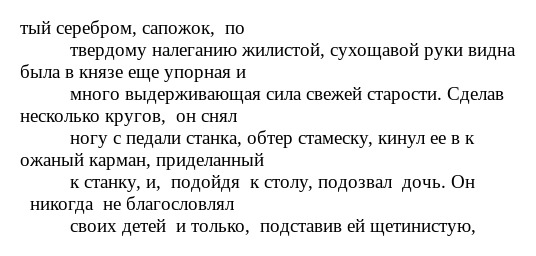 тый серебром, сапожок, по
твердому налеганию жилистой, сухощавой руки видна
была в князе еще упорная и
много выдерживающая сила свежей старости. Сделав
несколько кругов, он снял
ногу с педали станка, обтер стамеску, кинул ее в к
ожаный карман, приделанный
к станку, и, подойдя к столу, подозвал дочь. Он
никогда не благословлял
своих детей и только, подставив ей щетинистую,